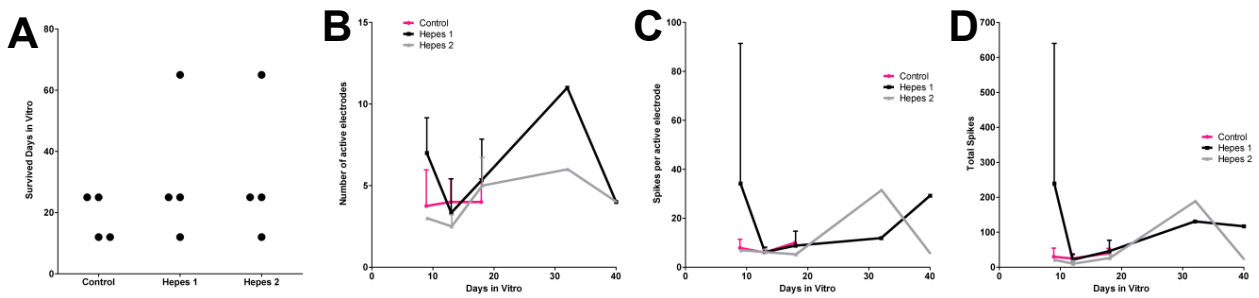 A
Survived Days in Vitro
80
60
40
20
0
Control
Hepes 1
Hepes 2
B
Number of active electrodes
15
10
5
0
0
10
20
30
40
Days in Vitro
Control
Hepes 1
Hepes 2
C
Spikes per active electrode
100
80
60
40
20
0
0
10
20
30
40
Days in Vitro
Control
Hepes 1
Hepes 2
D
Total Spikes
700
600
500
400
300
200
100
0
0
10
20
30
40
Days in Vitro
Control
Hepes 1
Hepes 2